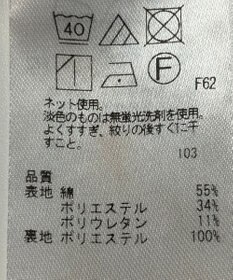 40
F
F62
ネット使用。
淡色のものは無蛍光洗剤を使用。
よくすすぎ、絞りの後すぐ二干
すこと。
103
品質
表地 綿 55%
ポリエステル 34%
ポリウレタン 11%
裏地 ポリエステル 100%